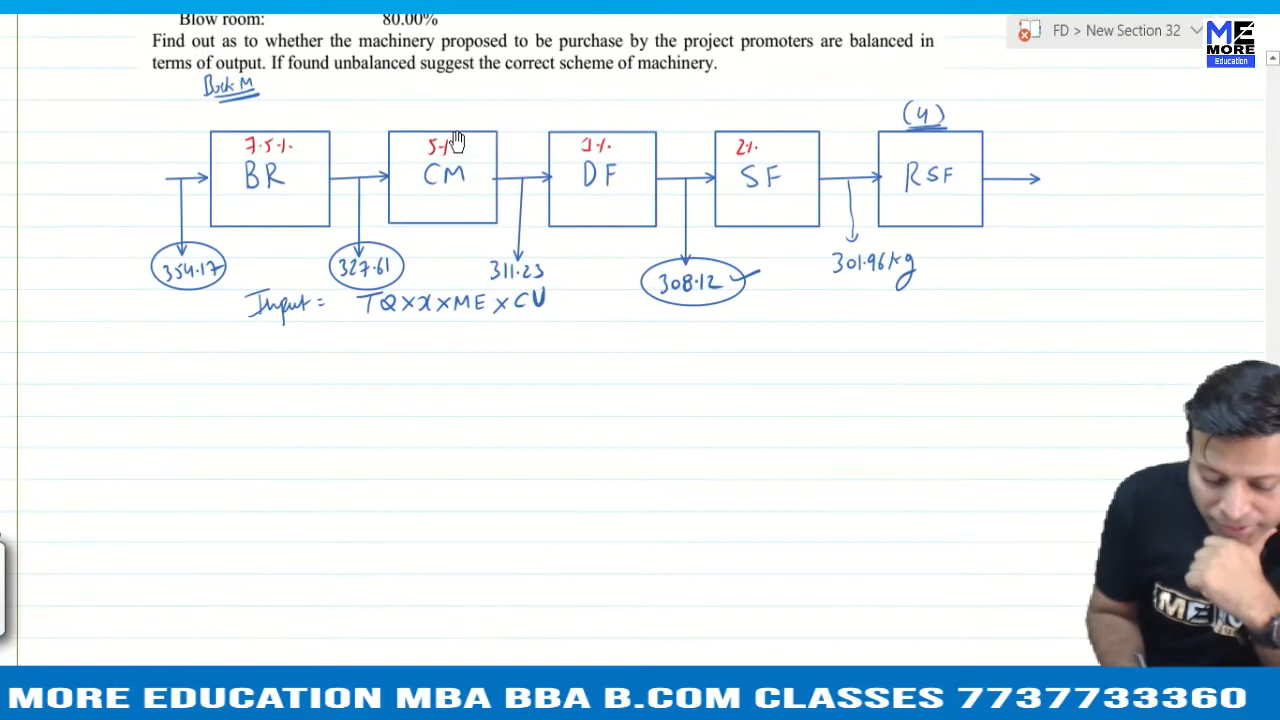 Blow room: 80.00%
FD > New Section 32
ME
MORE
Education
Find out as to whether the machinery proposed to be purchase by the project promoters are balanced in
terms of output. If found unbalanced suggest the correct scheme of machinery.
(4)
7.5% 5% 1% 2%
BR CM DF SF RSF
354.17 327.61 311.23 308.12 301.96 kg
Input = TQ×x×ME×CU
MORE EDUCATION MBA BBA B.COM CLASSES 7737733360